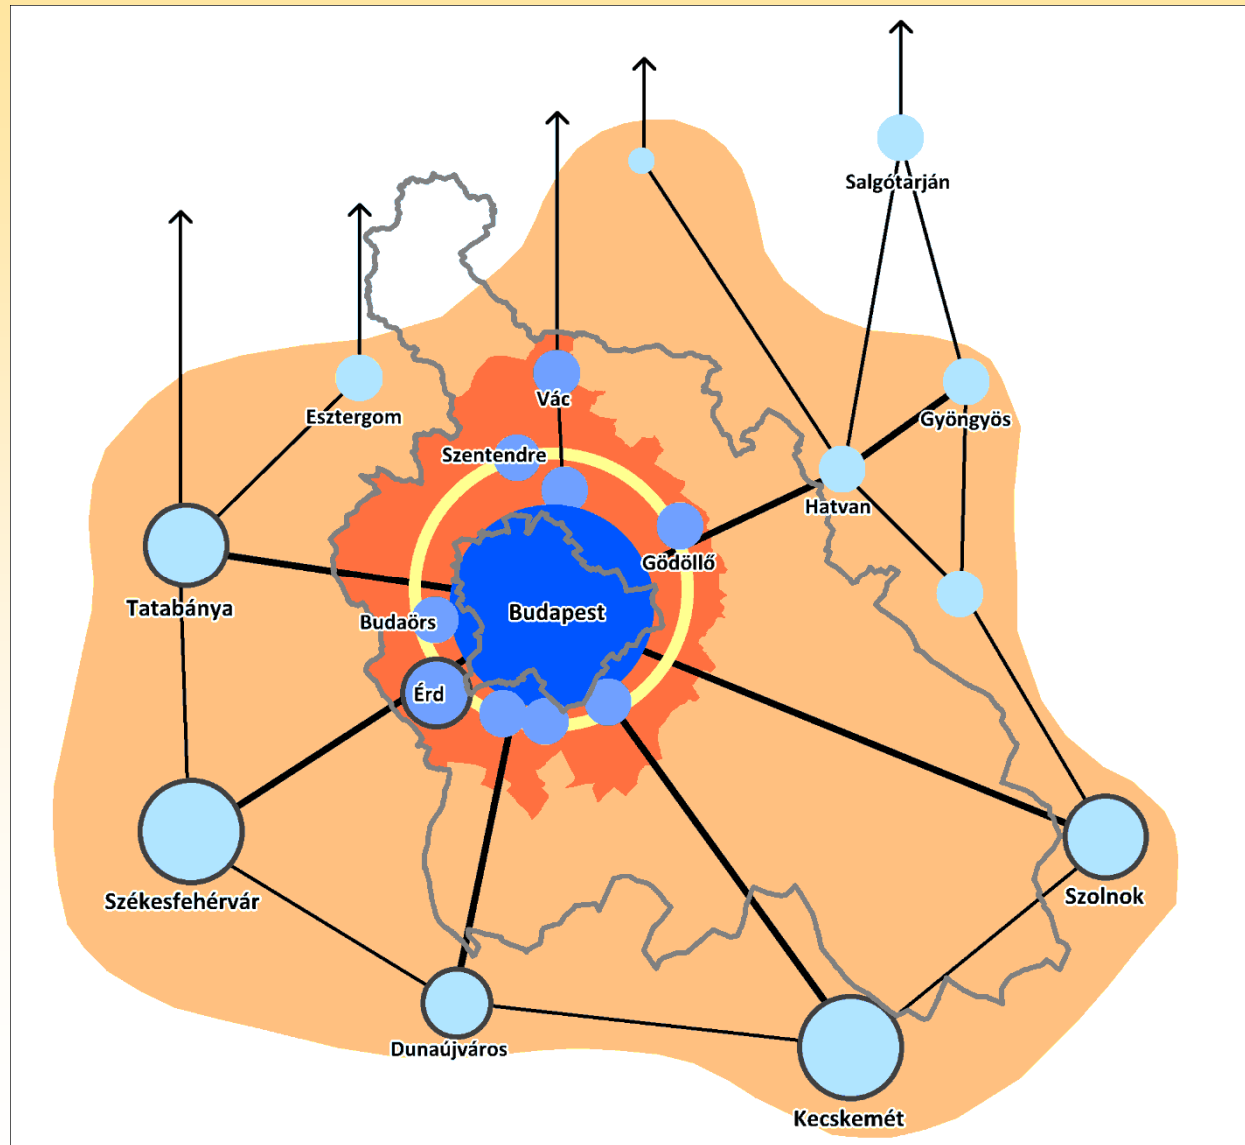 Salgótarján
Vác
Esztergom
Gyöngyös
Szentendre
Hatvan
Gödöllő
Tatabánya
Budapest
Budaörs
Érd
Székesfehérvár
Szolnok
Dunaújváros
Kecskemét